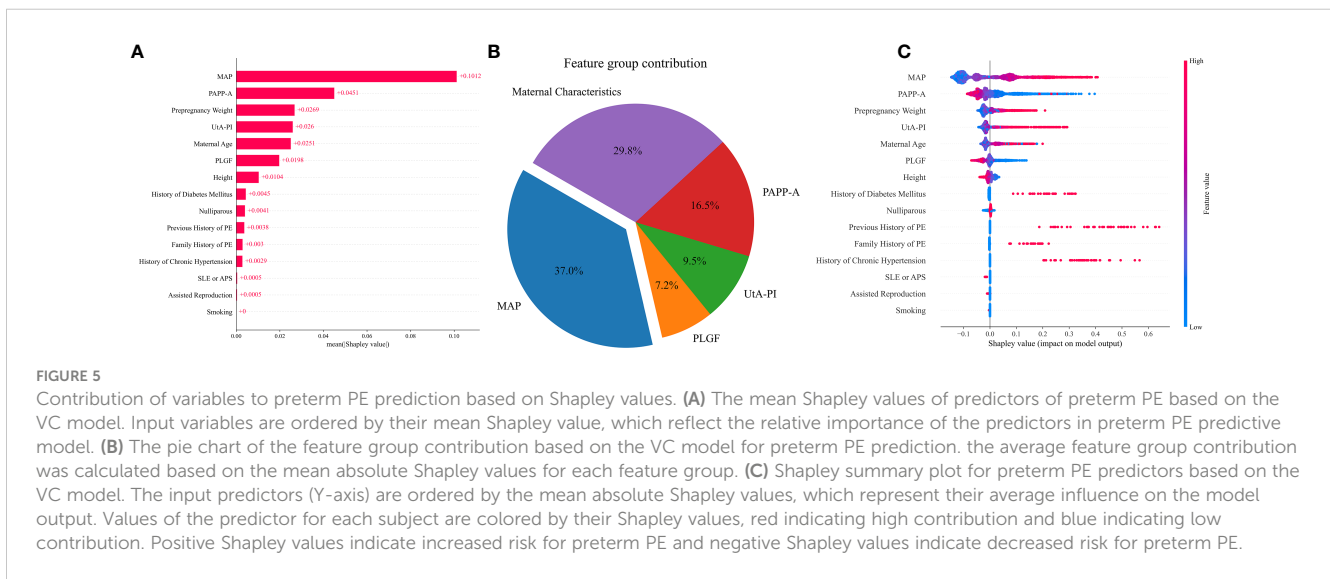 A
MAP
+0.1012
PAPP-A
+0.0451
Prepregnancy Weight
+0.0269
UtA-PI
+0.026
Maternal Age
+0.0251
PLGF
+0.0198
Height
+0.0104
History of Diabetes Mellitus
+0.0045
Nulliparous
+0.0041
Previous History of PE
+0.0038
Family History of PE
+0.003
History of Chronic Hypertension
+0.0029
SLE or APS
+0.0005
Assisted Reproduction
+0.0005
Smoking
+0
0.00 0.02 0.04 0.06 0.08 0.10
mean(|Shapley value|)
B
Feature group contribution
Maternal Characteristics
29.8%
PAPP-A
16.5%
UtA-PI
9.5%
PLGF
7.2%
MAP
37.0%
C
MAP
PAPP-A
Prepregnancy Weight
UtA-PI
Maternal Age
PLGF
Height
History of Diabetes Mellitus
Nulliparous
Previous History of PE
Family History of PE
History of Chronic Hypertension
SLE or APS
Assisted Reproduction
Smoking
−0.1 0.0 0.1 0.2 0.3 0.4 0.5 0.6
Shapley value (impact on model output)
High
Feature value
Low
FIGURE 5
Contribution of variables to preterm PE prediction based on Shapley values. (A) The mean Shapley values of predictors of preterm PE based on the
VC model. Input variables are ordered by their mean Shapley value, which reflect the relative importance of the predictors in preterm PE predictive
model. (B) The pie chart of the feature group contribution based on the VC model for preterm PE prediction. the average feature group contribution
was calculated based on the mean absolute Shapley values for each feature group. (C) Shapley summary plot for preterm PE predictors based on the
VC model. The input predictors (Y-axis) are ordered by the mean absolute Shapley values, which represent their average influence on the model
output. Values of the predictor for each subject are colored by their Shapley values, red indicating high contribution and blue indicating low
contribution. Positive Shapley values indicate increased risk for preterm PE and negative Shapley values indicate decreased risk for preterm PE.